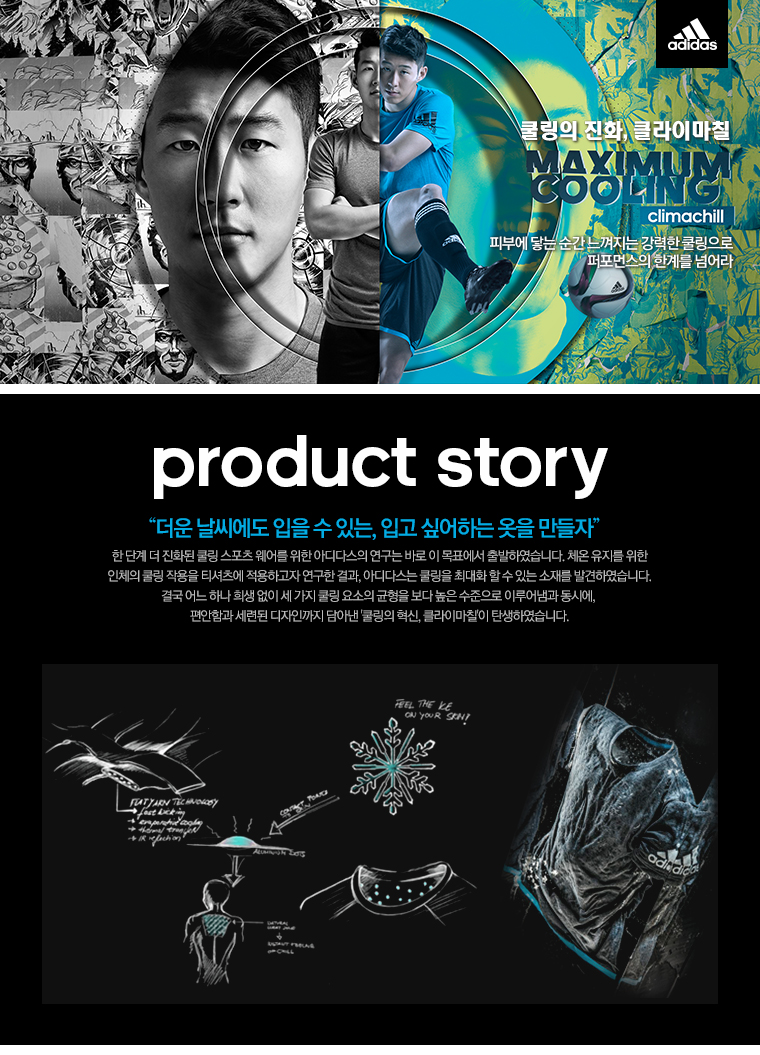 adidas
쿨링의 진화, 클라이마칠
MAXIMUM
COOLING
climachill
피부에 닿는 순간 느껴지는 강력한 쿨링으로
퍼포먼스의 한계를 넘어라
product story
“더운 날씨에도 입을 수 있는, 입고 싶어하는 옷을 만들자”
한 단계 더 진화된 쿨링 스포츠 웨어를 위한 아디다스의 연구는 바로 이 목표에서 출발하였습니다. 체온 유지를 위한
인체의 쿨링 작용을 티셔츠에 적용하고자 연구한 결과, 아디다스는 쿨링을 최대화 할 수 있는 소재를 발견하였습니다.
결국 어느 하나 희생 없이 세 가지 쿨링 요소의 균형을 보다 높은 수준으로 이루어냄과 동시에,
편안함과 세련된 디자인까지 담아낸 '쿨링의 혁신, 클라이마칠'이 탄생하였습니다.
FEEL THE ICE
ON YOUR SKIN!
FLATYARN TECHNOLOGY
evaporative cooling
CONTACT POINTS
adidas